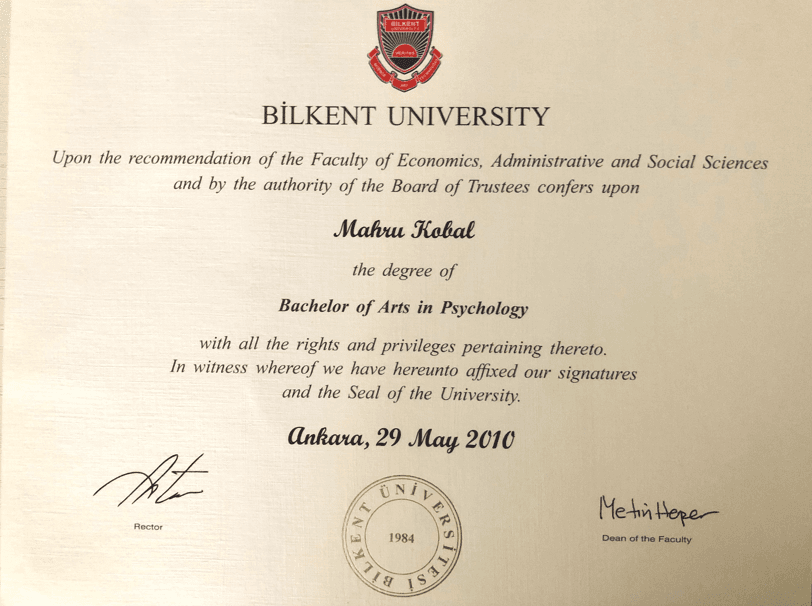 BILKENT
UNIVERSITY
BİLKENT UNIVERSITY
Upon the recommendation of the Faculty of Economics, Administrative and Social Sciences
and by the authority of the Board of Trustees confers upon
Mahru Kobal
the degree of
Bachelor of Arts in Psychology
with all the rights and privileges pertaining thereto.
In witness whereof we have hereunto affixed our signatures
and the Seal of the University.
Ankara, 29 May 2010
Rector
BİLKENT ÜNİVERSİTESİ
1984
Metin Heper
Dean of the Faculty